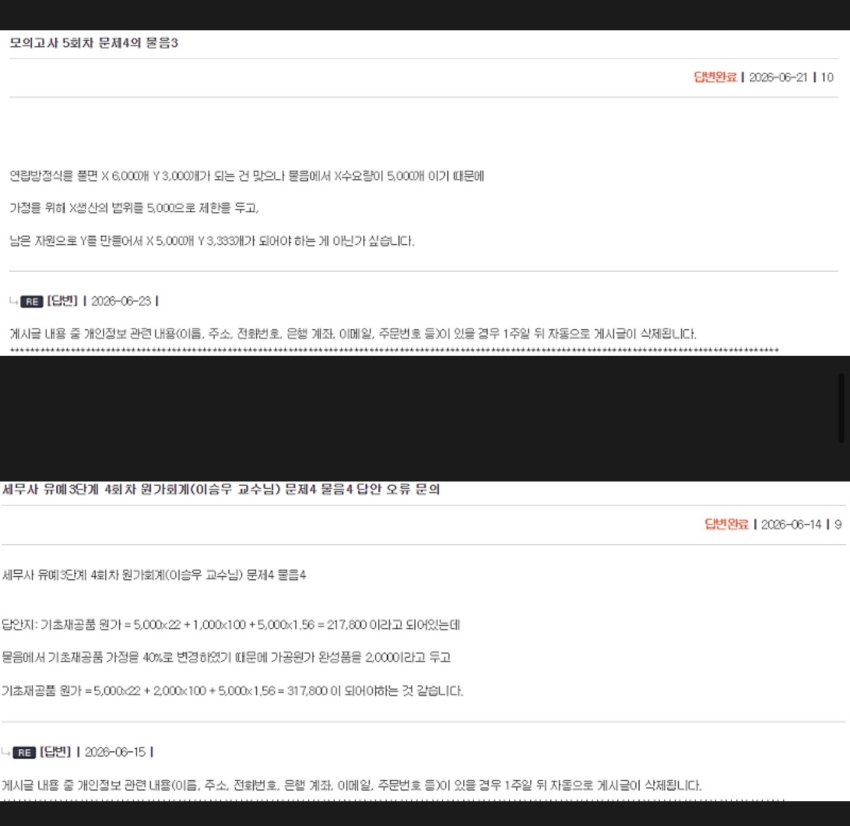 모의고사 5회차 문제4의 물음3
답변완료 | 2026-06-21 | 10
연립방정식을 풀면 X 6,000개 Y 3,000개가 되는 건 맞으나 물음에서 X수요량이 5,000개 이기 때문에
가정을 위해 X생산의 범위를 5,000으로 제한을 두고,
남은 자원으로 Y를 만들어서 X 5,000개 Y 3,333개가 되어야 하는 게 아닌가 싶습니다.
RE [답변] | 2026-06-23 |
게시글 내용 중 개인정보 관련 내용(이름, 주소, 전화번호, 은행 계좌, 이메일, 주문번호 등)이 있을 경우 1주일 뒤 자동으로 게시글이 삭제됩니다.
세무사 유예3단계 4회차 원가회계(이승우 교수님) 문제4 물음4 답안 오류 문의
답변완료 | 2026-06-14 | 9
세무사 유예3단계 4회차 원가회계(이승우 교수님) 문제4 물음4
답안지: 기초재공품 원가 = 5,000x22 + 1,000x100 + 5,000x1.56 = 217,800 이라고 되어있는데
물음에서 기초재공품 가정을 40%로 변경하였기 때문에 가공원가 완성품을 2,000이라고 두고
기초재공품 원가 = 5,000x22 + 2,000x100 + 5,000x1.56 = 317,800 이 되어야하는 것 같습니다.
RE [답변] | 2026-06-15 |
게시글 내용 중 개인정보 관련 내용(이름, 주소, 전화번호, 은행 계좌, 이메일, 주문번호 등)이 있을 경우 1주일 뒤 자동으로 게시글이 삭제됩니다.